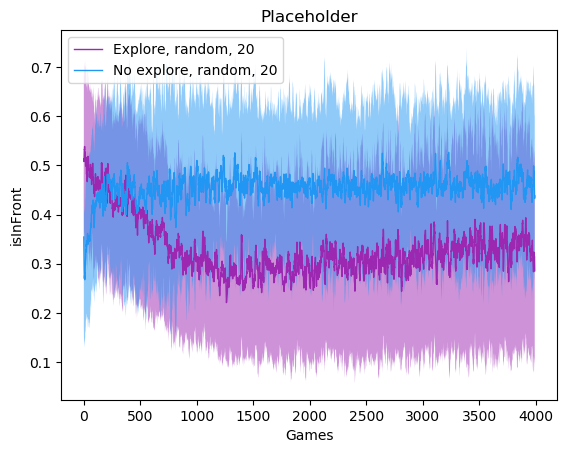 Placeholder
Explore, random, 20
No explore, random, 20
0.7
0.6
0.5
0.4
0.3
0.2
0.1
isInFront
0 500 1000 1500 2000 2500 3000 3500 4000
Games